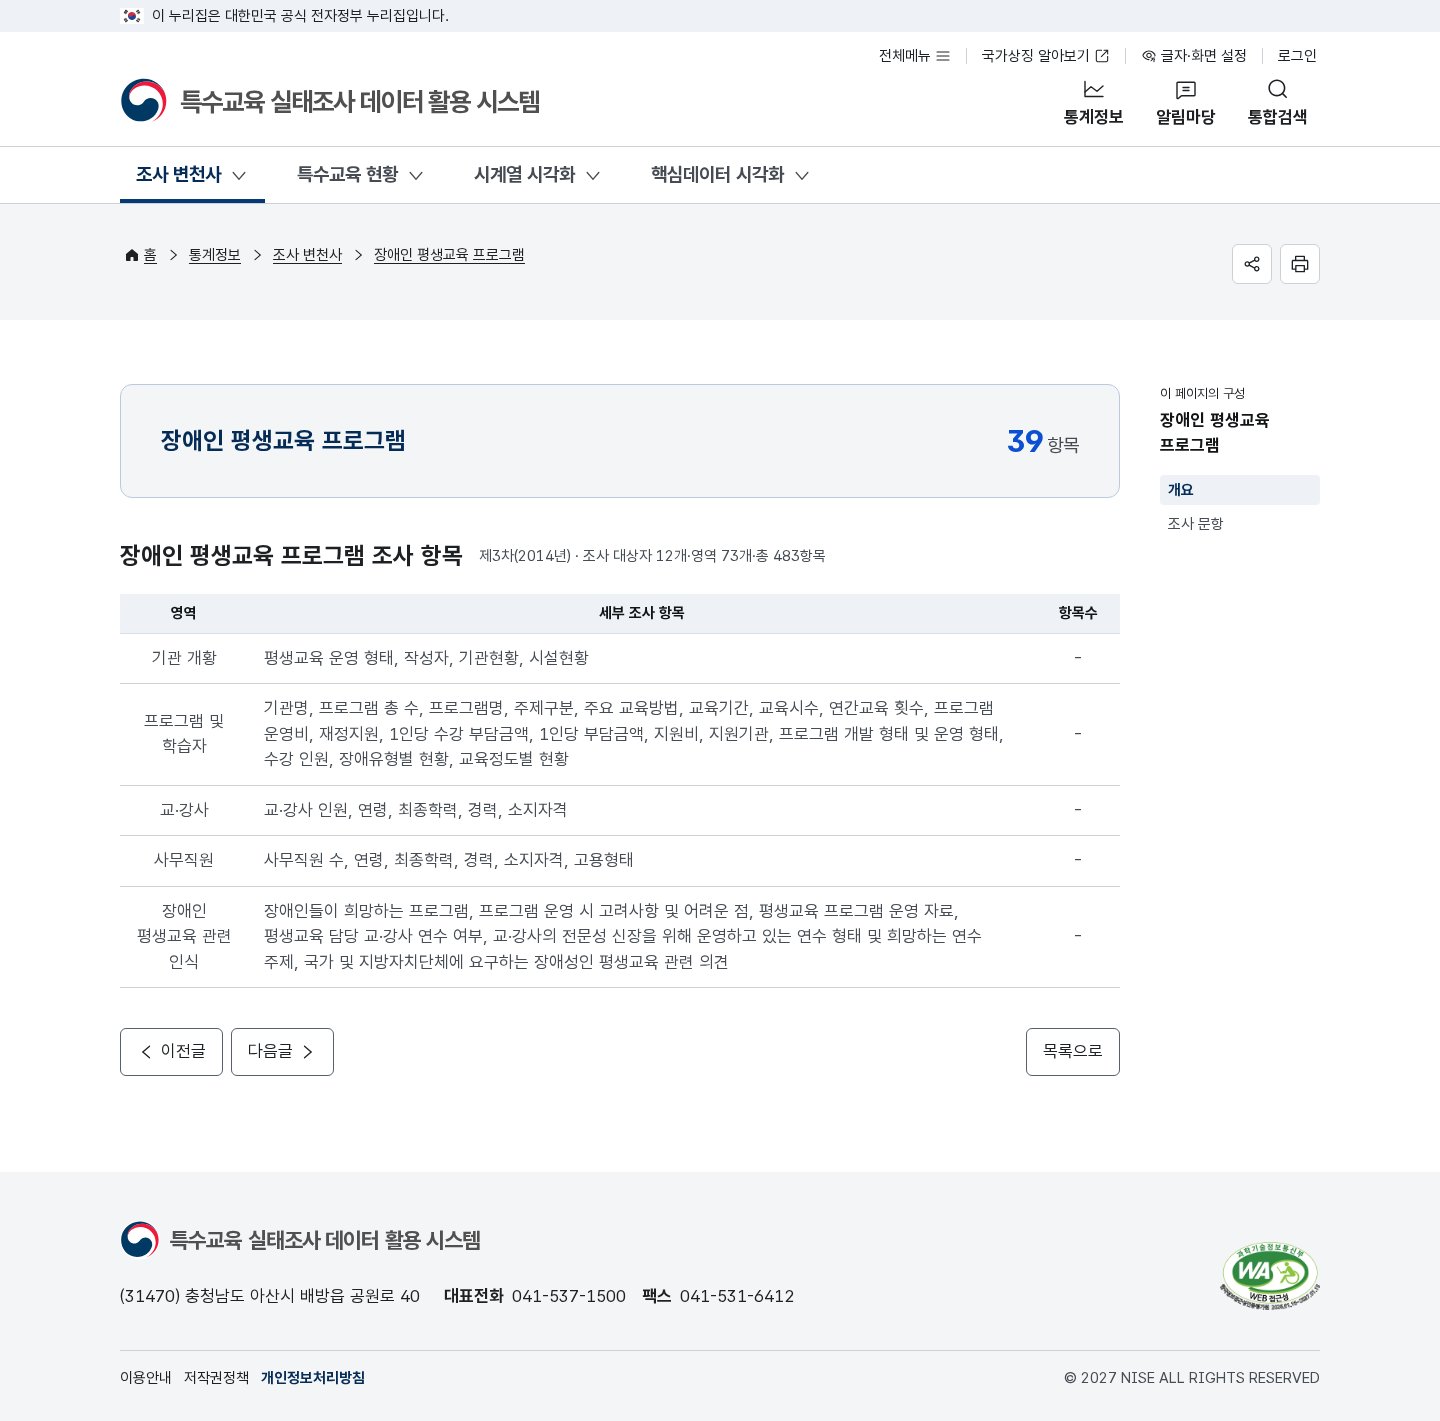 이 누리집은 대한민국 공식 전자정부 누리집입니다.
전체메뉴
국가상징 알아보기
글자·화면 설정
로그인
특수교육 실태조사 데이터 활용 시스템
통계정보
알림마당
통합검색
조사 변천사
특수교육 현황
시계열 시각화
핵심데이터 시각화
홈
통계정보
조사 변천사
장애인 평생교육 프로그램
장애인 평생교육 프로그램
39 항목
이 페이지의 구성
장애인 평생교육
프로그램
개요
조사 문항
장애인 평생교육 프로그램 조사 항목
제3차(2014년) · 조사 대상자 12개·영역 73개·총 483항목
영역 세부 조사 항목 항목수
기관 개황
평생교육 운영 형태, 작성자, 기관현황, 시설현황
-
프로그램 및
학습자
기관명, 프로그램 총 수, 프로그램명, 주제구분, 주요 교육방법, 교육기간, 교육시수, 연간교육 횟수, 프로그램
운영비, 재정지원, 1인당 수강 부담금액, 1인당 부담금액, 지원비, 지원기관, 프로그램 개발 형태 및 운영 형태,
수강 인원, 장애유형별 현황, 교육정도별 현황
-
교·강사
교·강사 인원, 연령, 최종학력, 경력, 소지자격
-
사무직원
사무직원 수, 연령, 최종학력, 경력, 소지자격, 고용형태
-
장애인
평생교육 관련
인식
장애인들이 희망하는 프로그램, 프로그램 운영 시 고려사항 및 어려운 점, 평생교육 프로그램 운영 자료,
평생교육 담당 교·강사 연수 여부, 교·강사의 전문성 신장을 위해 운영하고 있는 연수 형태 및 희망하는 연수
주제, 국가 및 지방자치단체에 요구하는 장애성인 평생교육 관련 의견
-
이전글
다음글
목록으로
특수교육 실태조사 데이터 활용 시스템
(31470) 충청남도 아산시 배방읍 공원로 40 대표전화 041-537-1500 팩스 041-531-6412
과학기술정보통신부
WA
WEB 접근성
이용안내 저작권정책 개인정보처리방침
© 2027 NISE ALL RIGHTS RESERVED